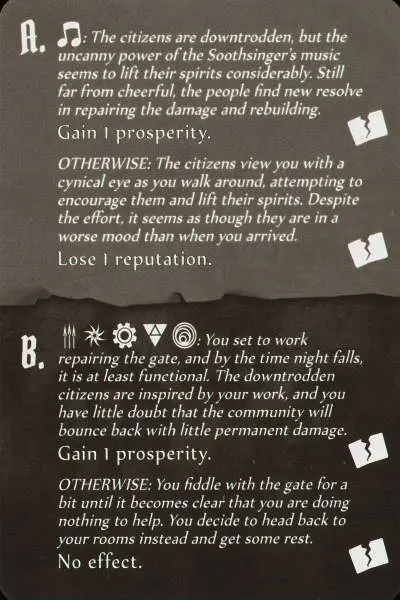 A. : The citizens are downtrodden, but the
uncanny power of the Soothsinger's music
seems to lift their spirits considerably. Still
far from cheerful, the people find new resolve
in repairing the damage and rebuilding.
Gain 1 prosperity.
OTHERWISE: The citizens view you with a
cynical eye as you walk around, attempting to
encourage them and lift their spirits. Despite
the effort, it seems as though they are in a
worse mood than when you arrived.
Lose 1 reputation.
B. : You set to work
repairing the gate, and by the time night falls,
it is at least functional. The downtrodden
citizens are inspired by your work, and you
have little doubt that the community will
bounce back with little permanent damage.
Gain 1 prosperity.
OTHERWISE: You fiddle with the gate for a
bit until it becomes clear that you are doing
nothing to help. You decide to head back to
your rooms instead and get some rest.
No effect.